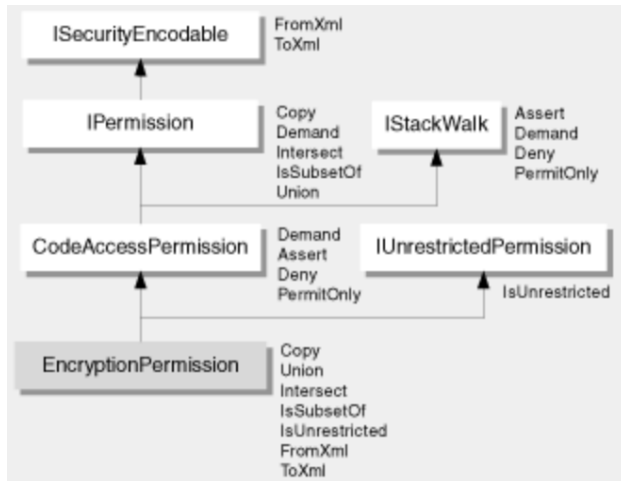 ISecurityEncodable
FromXml
ToXml
IPermission
Copy
Demand
Intersect
IsSubsetOf
Union
IStackWalk
Assert
Demand
Deny
PermitOnly
CodeAccessPermission
Demand
Assert
Deny
PermitOnly
IUnrestrictedPermission
IsUnrestricted
EncryptionPermission
Copy
Union
Intersect
IsSubsetOf
IsUnrestricted
FromXml
ToXml